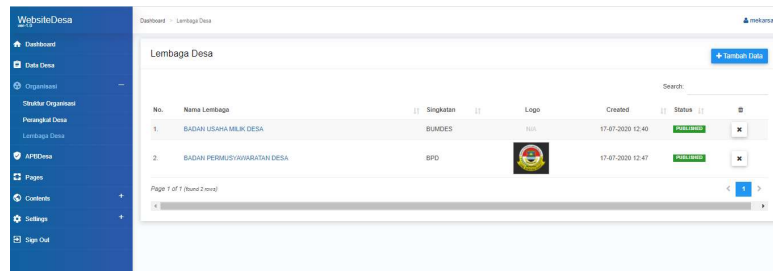 WebsiteDesa
ver-1.0
Dashboard
Data Desa
Organisasi
Struktur Organisasi
Perangkat Desa
Lembaga Desa
APBDesa
Pages
Contents
Settings
Sign Out
Dashboard > Lembaga Desa
mekarsa
Lembaga Desa
+ Tambah Data
Search:
No. Nama Lembaga Singkatan Logo Created Status
1. BADAN USAHA MILIK DESA BUMDES N/A 17-07-2020 12:40 PUBLISHED
2. BADAN PERMUSYAWARATAN DESA BPD 17-07-2020 12:47 PUBLISHED
Page 1 of 1 (found 2 rows)
< 1 >